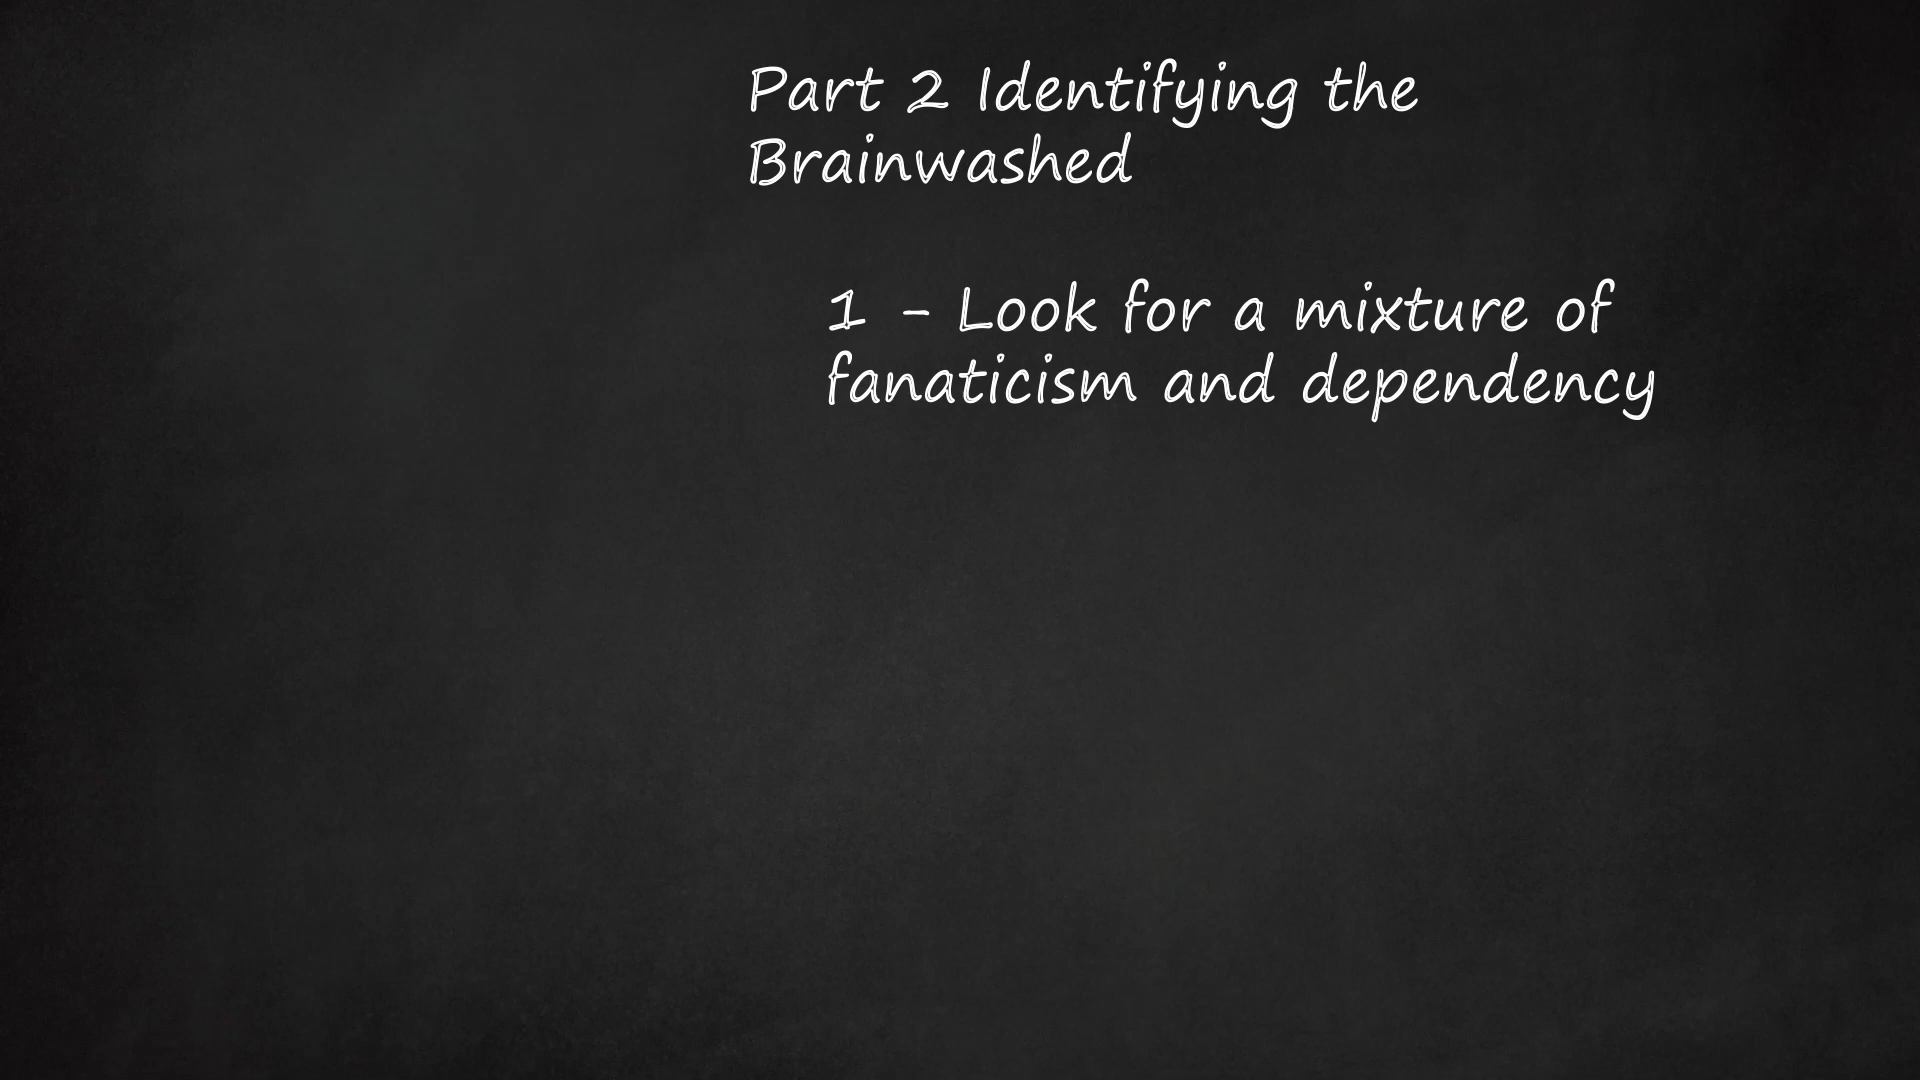 Part 2 Identifying the
Brainwashed
1 - Look for a mixture of
fanaticism and dependency